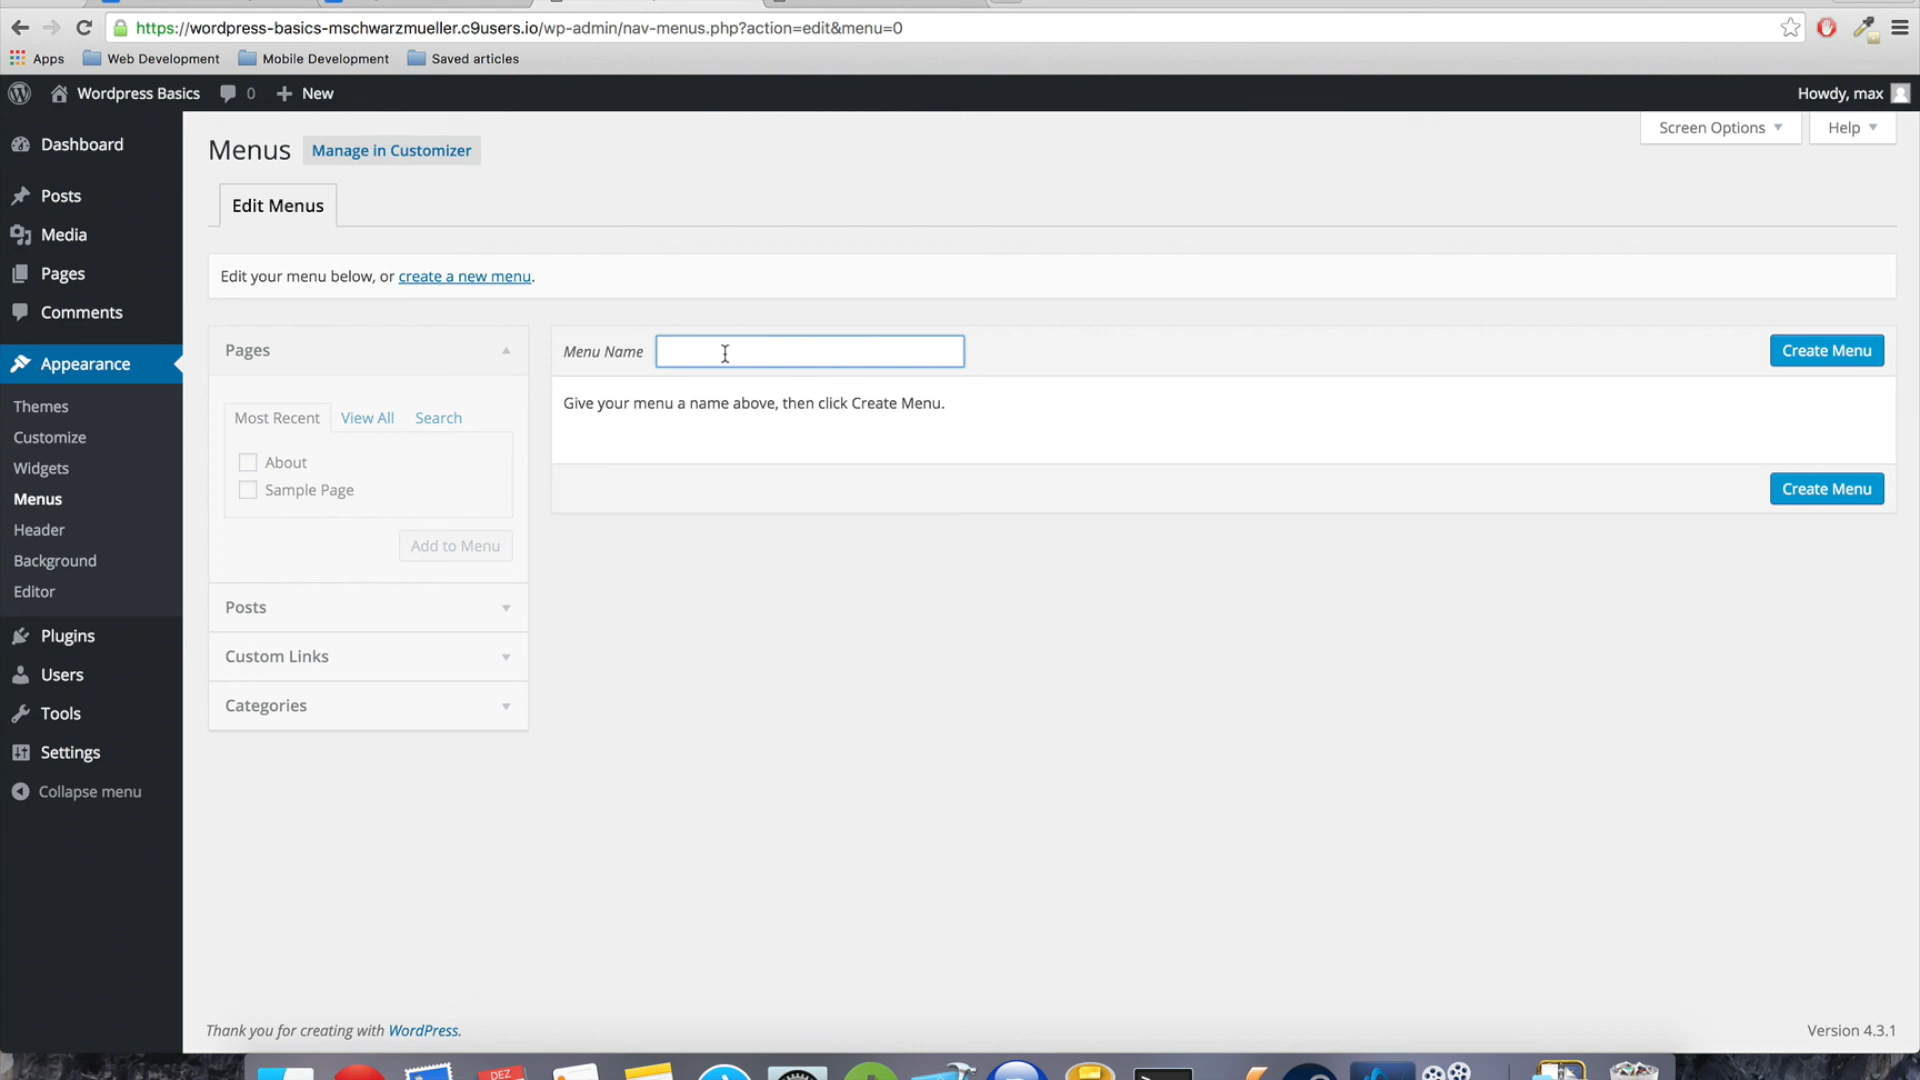 https://wordpress-basics-mschwarzmueller.c9users.io/wp-admin/nav-menus.php?action=edit&menu=0
Apps Web Development Mobile Development Saved articles
Wordpress Basics 0 New Howdy, max
Screen Options Help
Menus Manage in Customizer
Edit Menus
Edit your menu below, or create a new menu.
Dashboard
Posts
Media
Pages
Comments
Appearance
Themes
Customize
Widgets
Menus
Header
Background
Editor
Plugins
Users
Tools
Settings
Collapse menu
Pages
Most Recent View All Search
About
Sample Page
Add to Menu
Posts
Custom Links
Categories
Menu Name Create Menu
Give your menu a name above, then click Create Menu.
Create Menu
Thank you for creating with WordPress. Version 4.3.1
DEZ